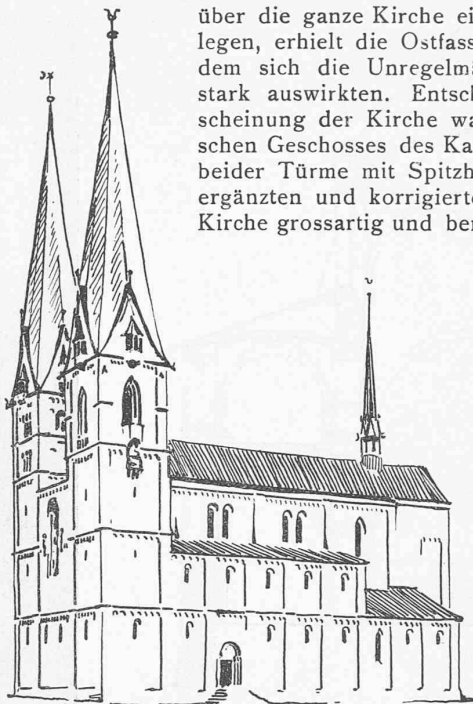 über die ganze Kirche ei
legen, erhielt die Ostfass
dem sich die Unregelmä
stark auswirkten. Entsch
scheinung der Kirche wa
schen Geschosses des Ka
beider Türme mit Spitzh
ergänzten und korrigierte
Kirche grossartig und ber